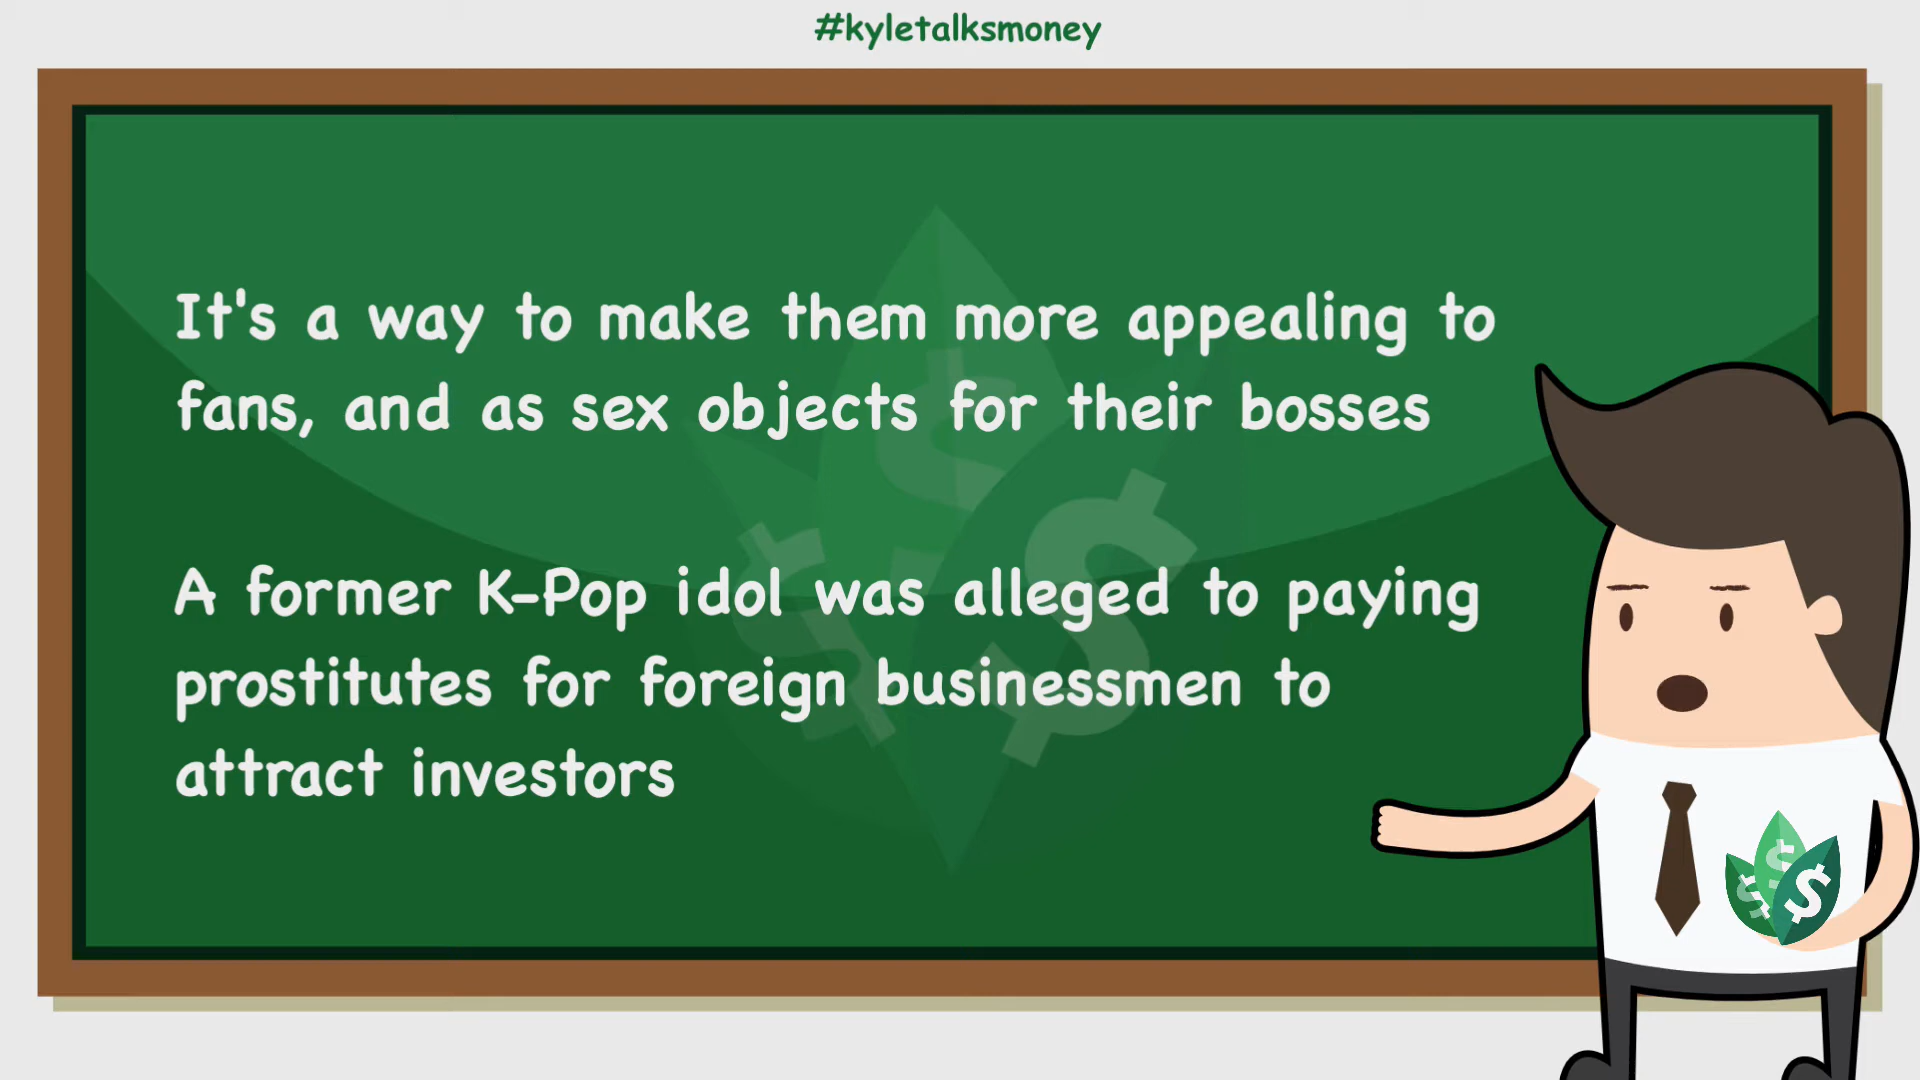 #kyletalksmoney
It's a way to make them more appealing to
fans, and as sex objects for their bosses
A former K-Pop idol was alleged to paying
prostitutes for foreign businessmen to
attract investors